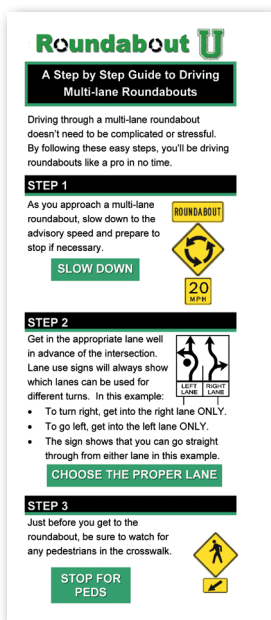 Roundabout U
A Step by Step Guide to Driving
Multi-lane Roundabouts
Driving through a multi-lane roundabout
doesn't need to be complicated or stressful.
By following these easy steps, you'll be driving
roundabouts like a pro in no time.
STEP 1
As you approach a multi-lane
roundabout, slow down to the
advisory speed and prepare to
stop if necessary.
SLOW DOWN
ROUNDABOUT
20
MPH
STEP 2
Get in the appropriate lane well
in advance of the intersection.
Lane use signs will always show
which lanes can be used for
different turns. In this example:
LEFT LANE
RIGHT LANE
• To turn right, get into the right lane ONLY.
• To go left, get into the left lane ONLY.
• The sign shows that you can go straight
through from either lane in this example.
CHOOSE THE PROPER LANE
STEP 3
Just before you get to the
roundabout, be sure to watch for
any pedestrians in the crosswalk.
STOP FOR
PEDS